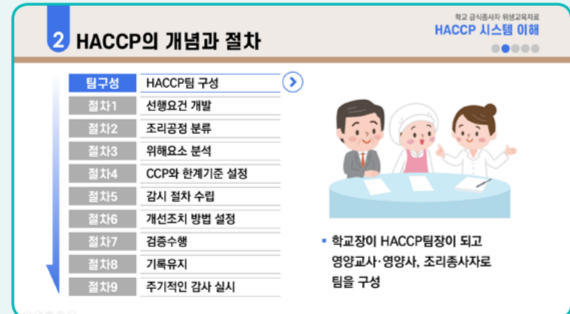 학교 급식종사자 위생교육자료
HACCP 시스템 이해
2 HACCP의 개념과 절차
팀구성 HACCP팀 구성
절차1 선행요건 개발
절차2 조리공정 분류
절차3 위해요소 분석
절차4 CCP와 한계기준 설정
절차5 감시 절차 수립
절차6 개선조치 방법 설정
절차7 검증수행
절차8 기록유지
절차9 주기적인 감사 실시
▪ 학교장이 HACCP팀장이 되고
영양교사·영양사, 조리종사자로
팀을 구성